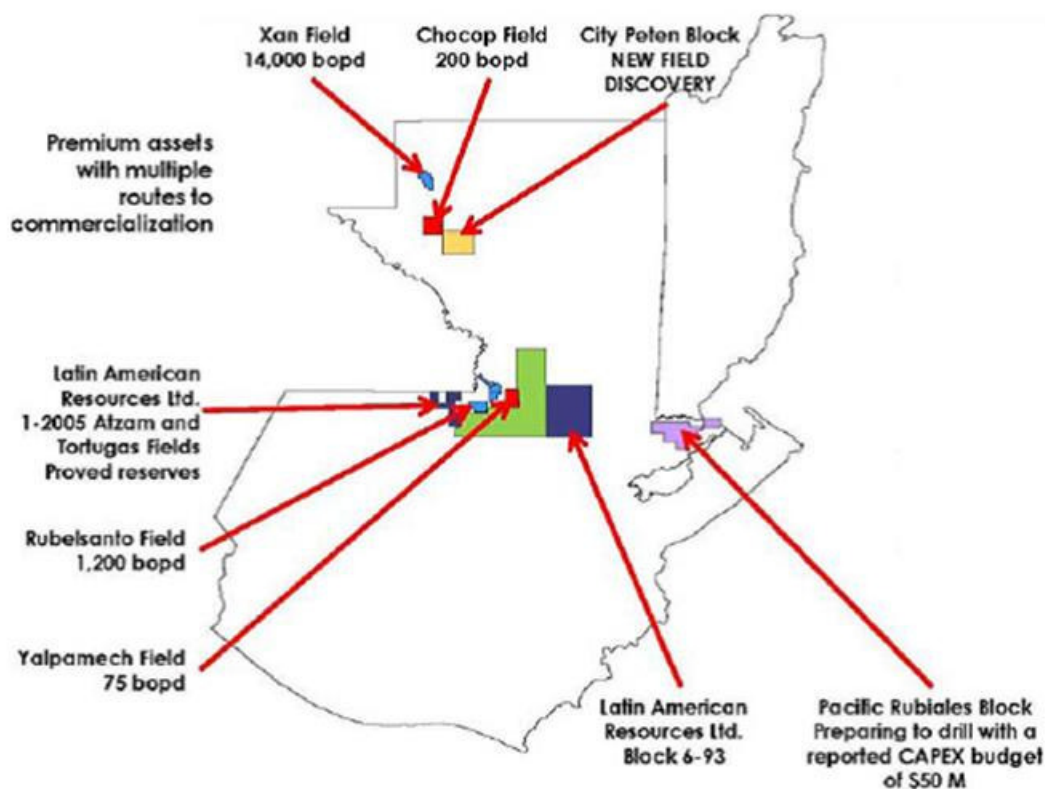 Xan Field
14,000 bopd
Chocop Field
200 bopd
City Peten Block
NEW FIELD
DISCOVERY
Premium assets
with multiple
routes to
commercialization
Latin American
Resources Ltd.
1-2005 Atzam and
Tortugas Fields
Proved reserves
Rubelsanto Field
1,200 bopd
Yalpamech Field
75 bopd
Latin American
Resources Ltd.
Block 6-93
Pacific Rubiales Block
Preparing to drill with a
reported CAPEX budget
of $50 M